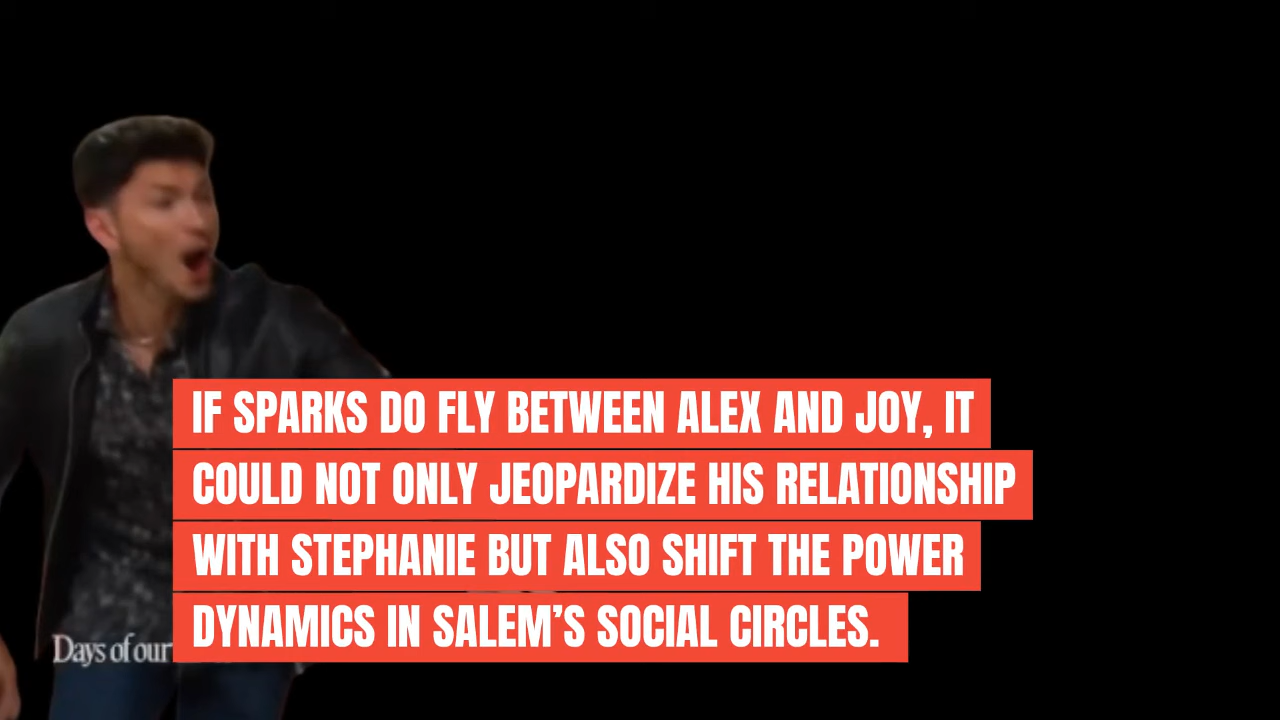 IF SPARKS DO FLY BETWEEN ALEX AND JOY, IT
COULD NOT ONLY JEOPARDIZE HIS RELATIONSHIP
WITH STEPHANIE BUT ALSO SHIFT THE POWER
DYNAMICS IN SALEM’S SOCIAL CIRCLES.
Days of our